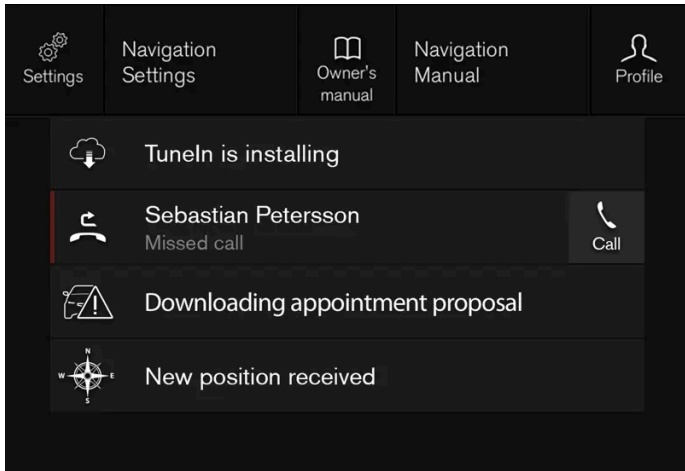 Settings
Navigation
Settings
Owner's
manual
Navigation
Manual
Profile
TuneIn is installing
Sebastian Petersson
Missed call
Call
Downloading appointment proposal
N
W E
S
New position received